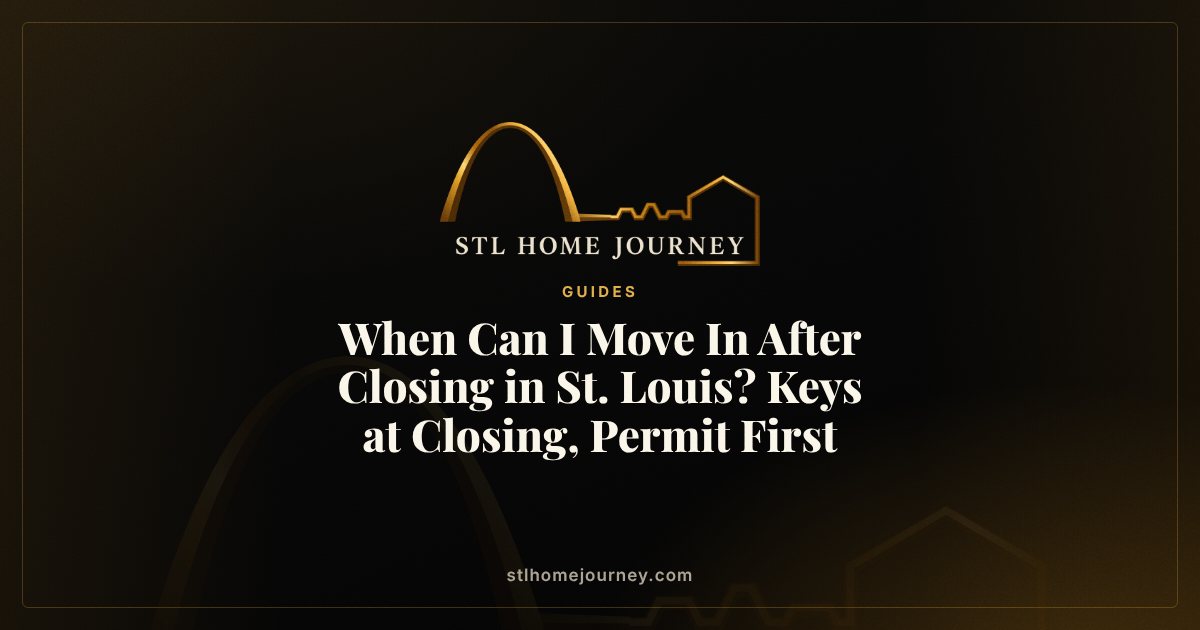 STL HOME JOURNEY
GUIDES
When Can I Move In After
Closing in St. Louis? Keys
at Closing, Permit First
stlhomejourney.com